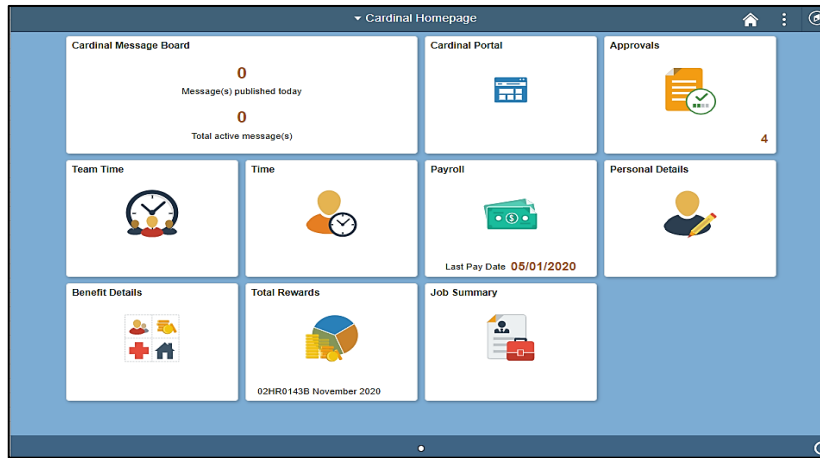 Cardinal Homepage
Cardinal Message Board
0
Message(s) published today
0
Total active message(s)
Cardinal Portal
Approvals
4
Team Time
Time
Payroll
Last Pay Date 05/01/2020
Personal Details
Benefit Details
Total Rewards
02HR0143B November 2020
Job Summary